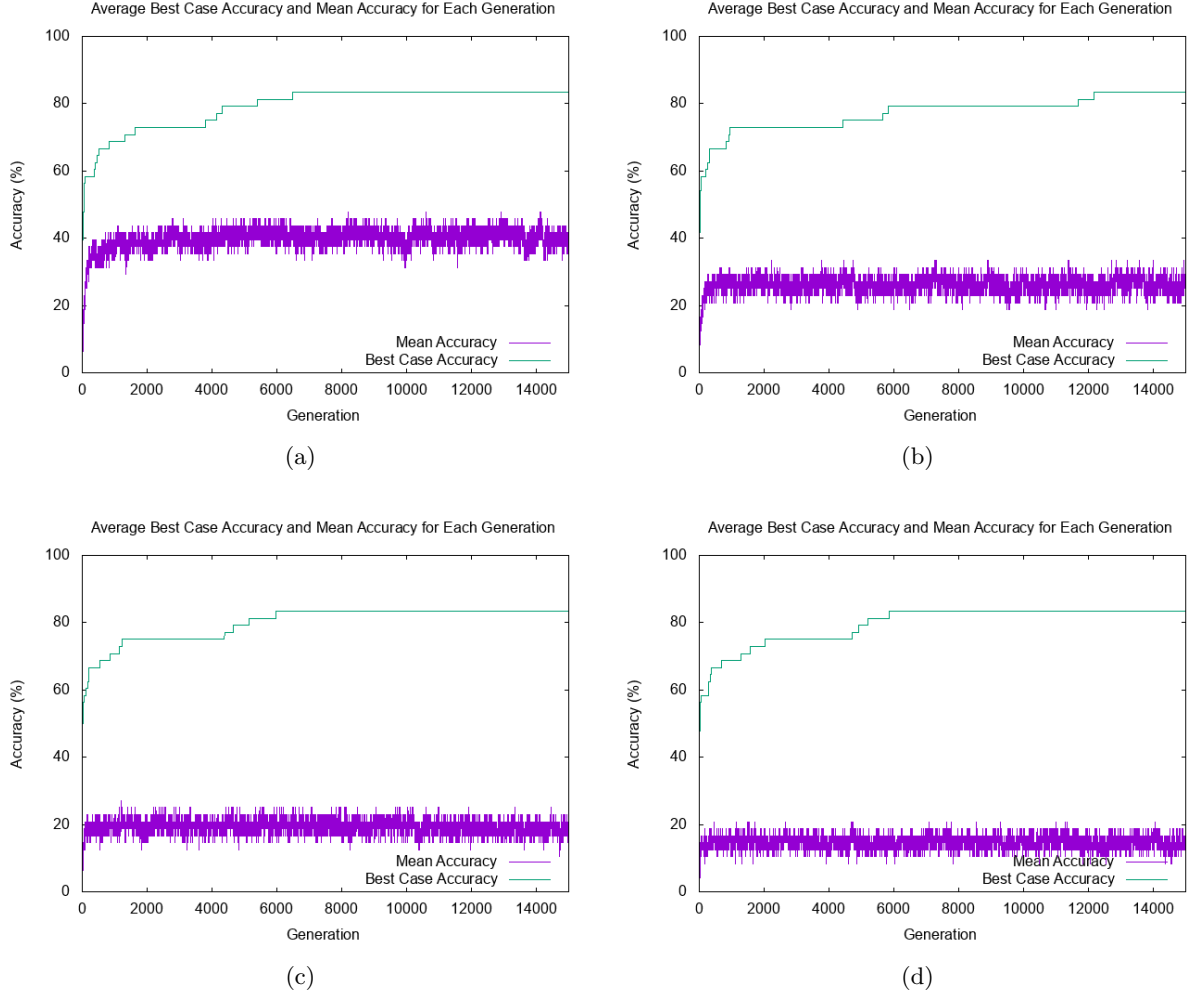 Average Best Case Accuracy and Mean Accuracy for Each Generation
100
80
60
40
20
0
Accuracy (%)
Mean Accuracy
Best Case Accuracy
0 2000 4000 6000 8000 10000 12000 14000
Generation
(a)
Average Best Case Accuracy and Mean Accuracy for Each Generation
100
80
60
40
20
0
Accuracy (%)
Mean Accuracy
Best Case Accuracy
0 2000 4000 6000 8000 10000 12000 14000
Generation
(b)
Average Best Case Accuracy and Mean Accuracy for Each Generation
100
80
60
40
20
0
Accuracy (%)
Mean Accuracy
Best Case Accuracy
0 2000 4000 6000 8000 10000 12000 14000
Generation
(c)
Average Best Case Accuracy and Mean Accuracy for Each Generation
100
80
60
40
20
0
Accuracy (%)
Mean Accuracy
Best Case Accuracy
0 2000 4000 6000 8000 10000 12000 14000
Generation
(d)